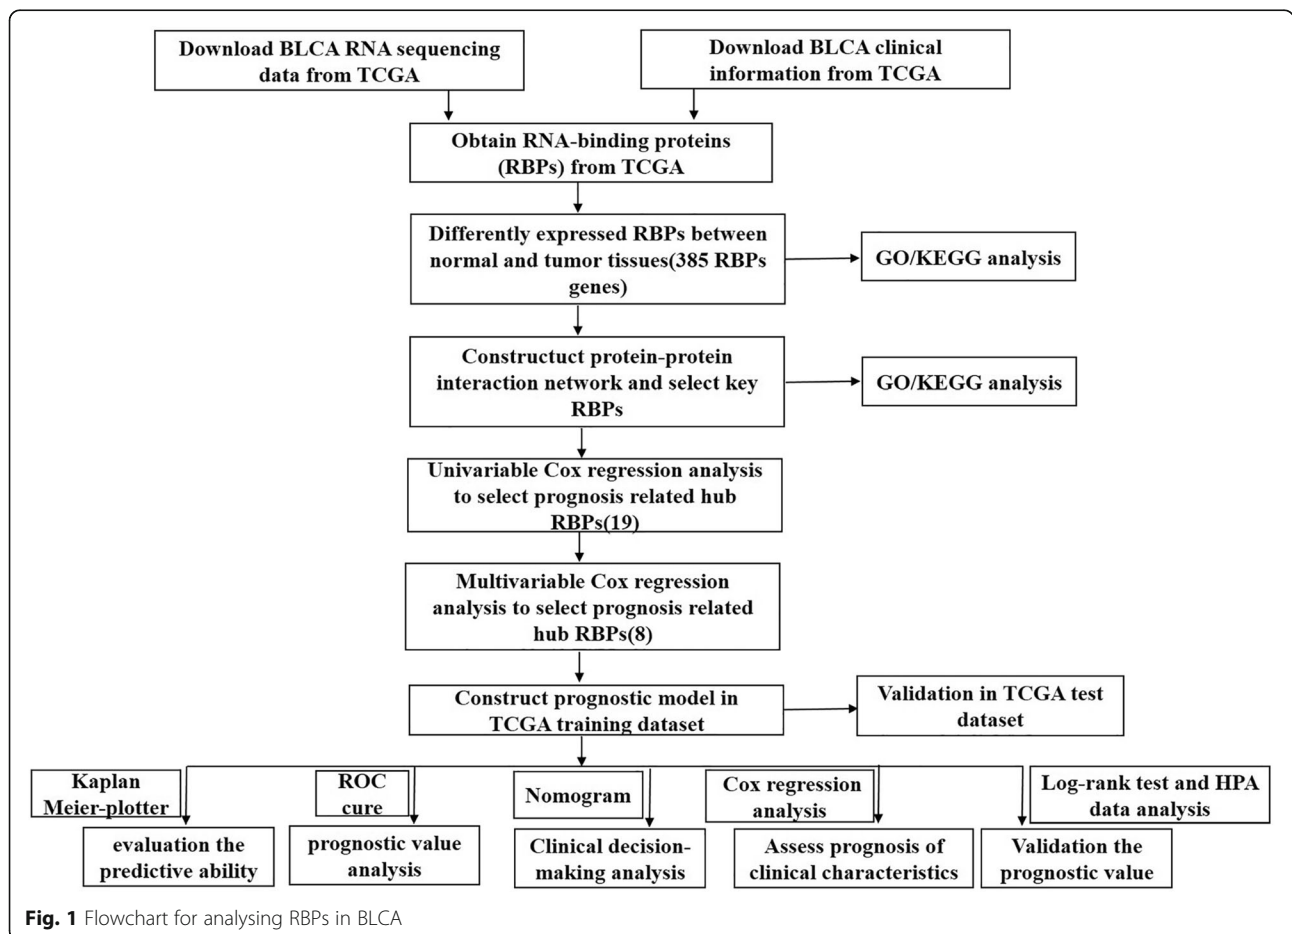 Download BLCA RNA sequencing
data from TCGA
Download BLCA clinical
information from TCGA
Obtain RNA-binding proteins
(RBPs) from TCGA
Differently expressed RBPs between
normal and tumor tissues(385 RBPs
genes)
GO/KEGG analysis
Constructuct protein-protein
interaction network and select key
RBPs
GO/KEGG analysis
Univariable Cox regression analysis
to select prognosis related hub
RBPs(19)
Multivariable Cox regression
analysis to select prognosis related
hub RBPs(8)
Construct prognostic model in
TCGA training dataset
Validation in TCGA test
dataset
Kaplan
Meier-plotter
ROC
cure
Nomogram
Cox regression
analysis
Log-rank test and HPA
data analysis
evaluation the
predictive ability
prognostic value
analysis
Clinical decision-
making analysis
Assess prognosis of
clinical characteristics
Validation the
prognostic value
Fig. 1 Flowchart for analysing RBPs in BLCA